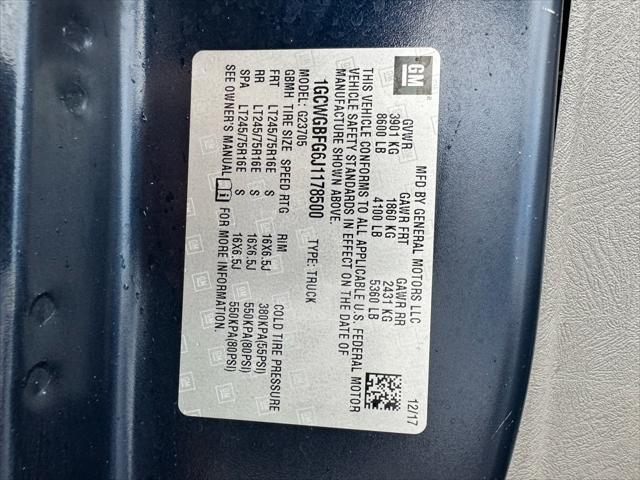 GM
MFD BY GENERAL MOTORS LLC 12/17
GVWR GAWR FRT GAWR RR
3901 KG 1860 KG 2431 KG
8600 LB 4100 LB 5360 LB
THIS VEHICLE CONFORMS TO ALL APPLICABLE U.S. FEDERAL MOTOR
VEHICLE SAFETY STANDARDS IN EFFECT ON THE DATE OF
MANUFACTURE SHOWN ABOVE.
1GCWGBFG6J1178500 TYPE: TRUCK
MODEL: G23705
GBMH TIRE SIZE SPEED RTG RIM COLD TIRE PRESSURE
FRT LT245/75R16E S 16X6.5J 380KPA(55PSI)
RR LT245/75R16E S 16X6.5J 550KPA(80PSI)
SPA LT245/75R16E S 16X6.5J 550KPA(80PSI)
SEE OWNER'S MANUAL FOR MORE INFORMATION.